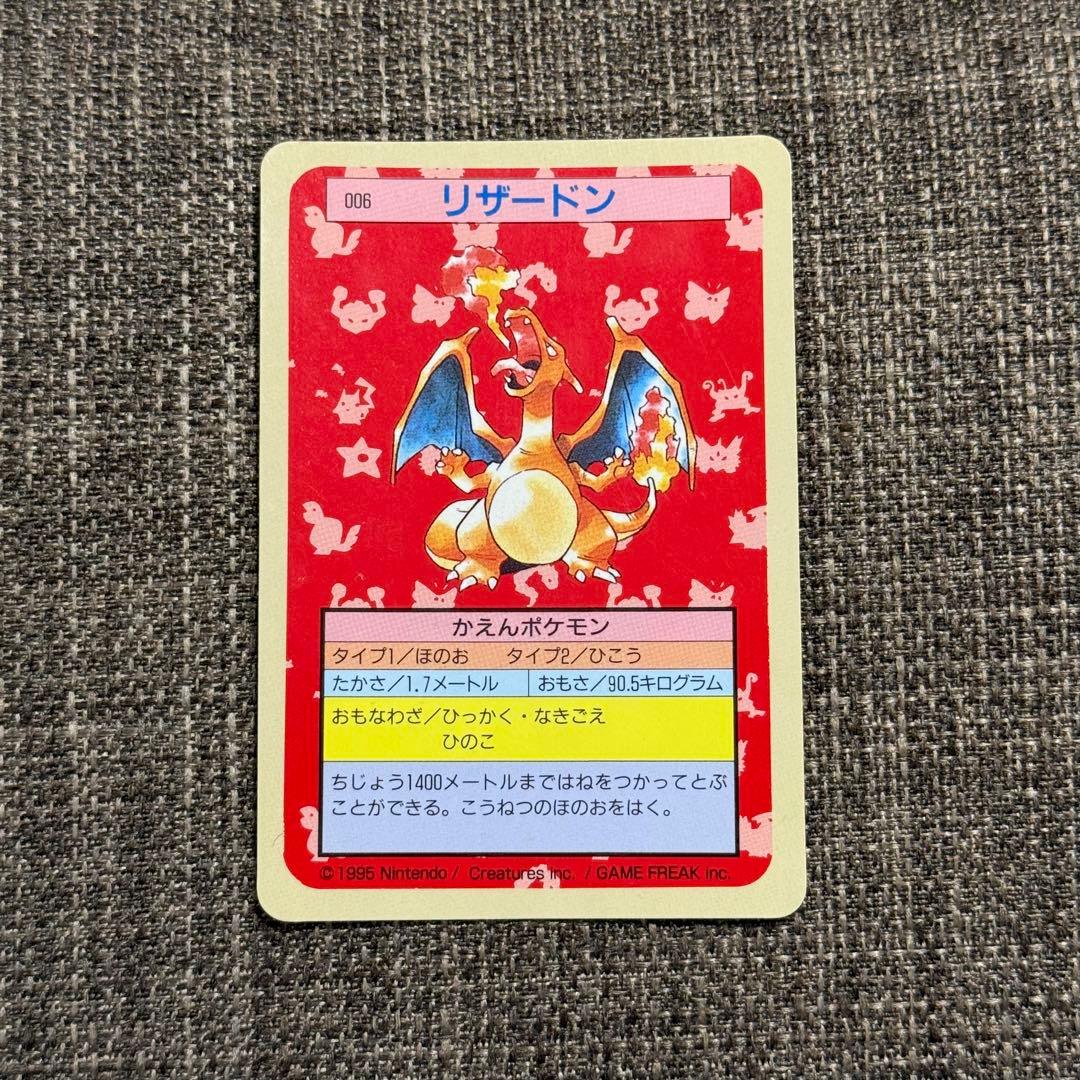 006 リザードン
かえんポケモン
タイプ1／ほのお タイプ2／ひこう
たかさ／1.7メートル おもさ／90.5キログラム
おもなわざ／ひっかく・なきごえ
ひのこ
ちじょう1400メートルまではねをつかってとぶ
ことができる。こうねつのほのおをはく。
©1995 Nintendo / Creatures inc. / GAME FREAK inc.